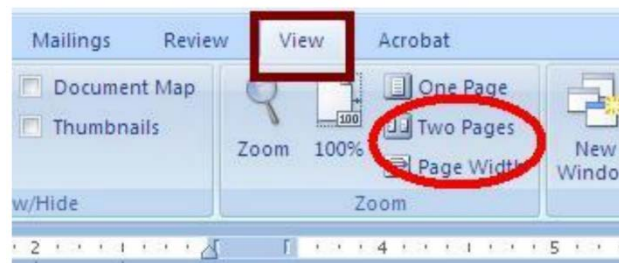 Mailings Review View Acrobat
Document Map
Thumbnails
Zoom
100
100%
One Page
Two Pages
Page Width
New
Windo
w/Hide
Zoom
2 4 5